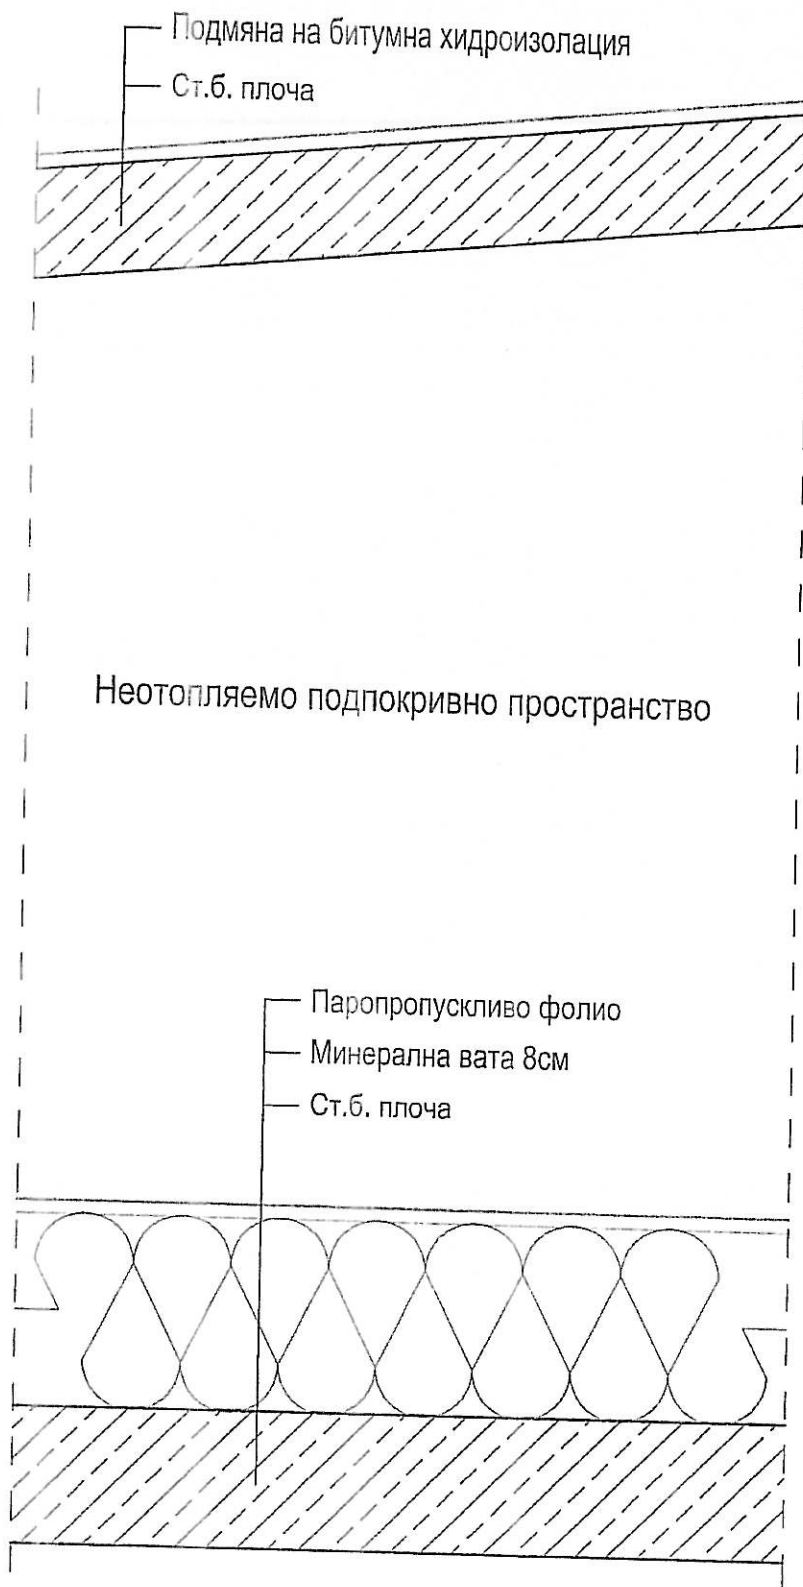 Подмяна на битумна хидроизолация
Ст.б. плоча
Неотопляемо подпокривно пространство
Паропропускливо фолио
Минерална вата 8см
Ст.б. плоча